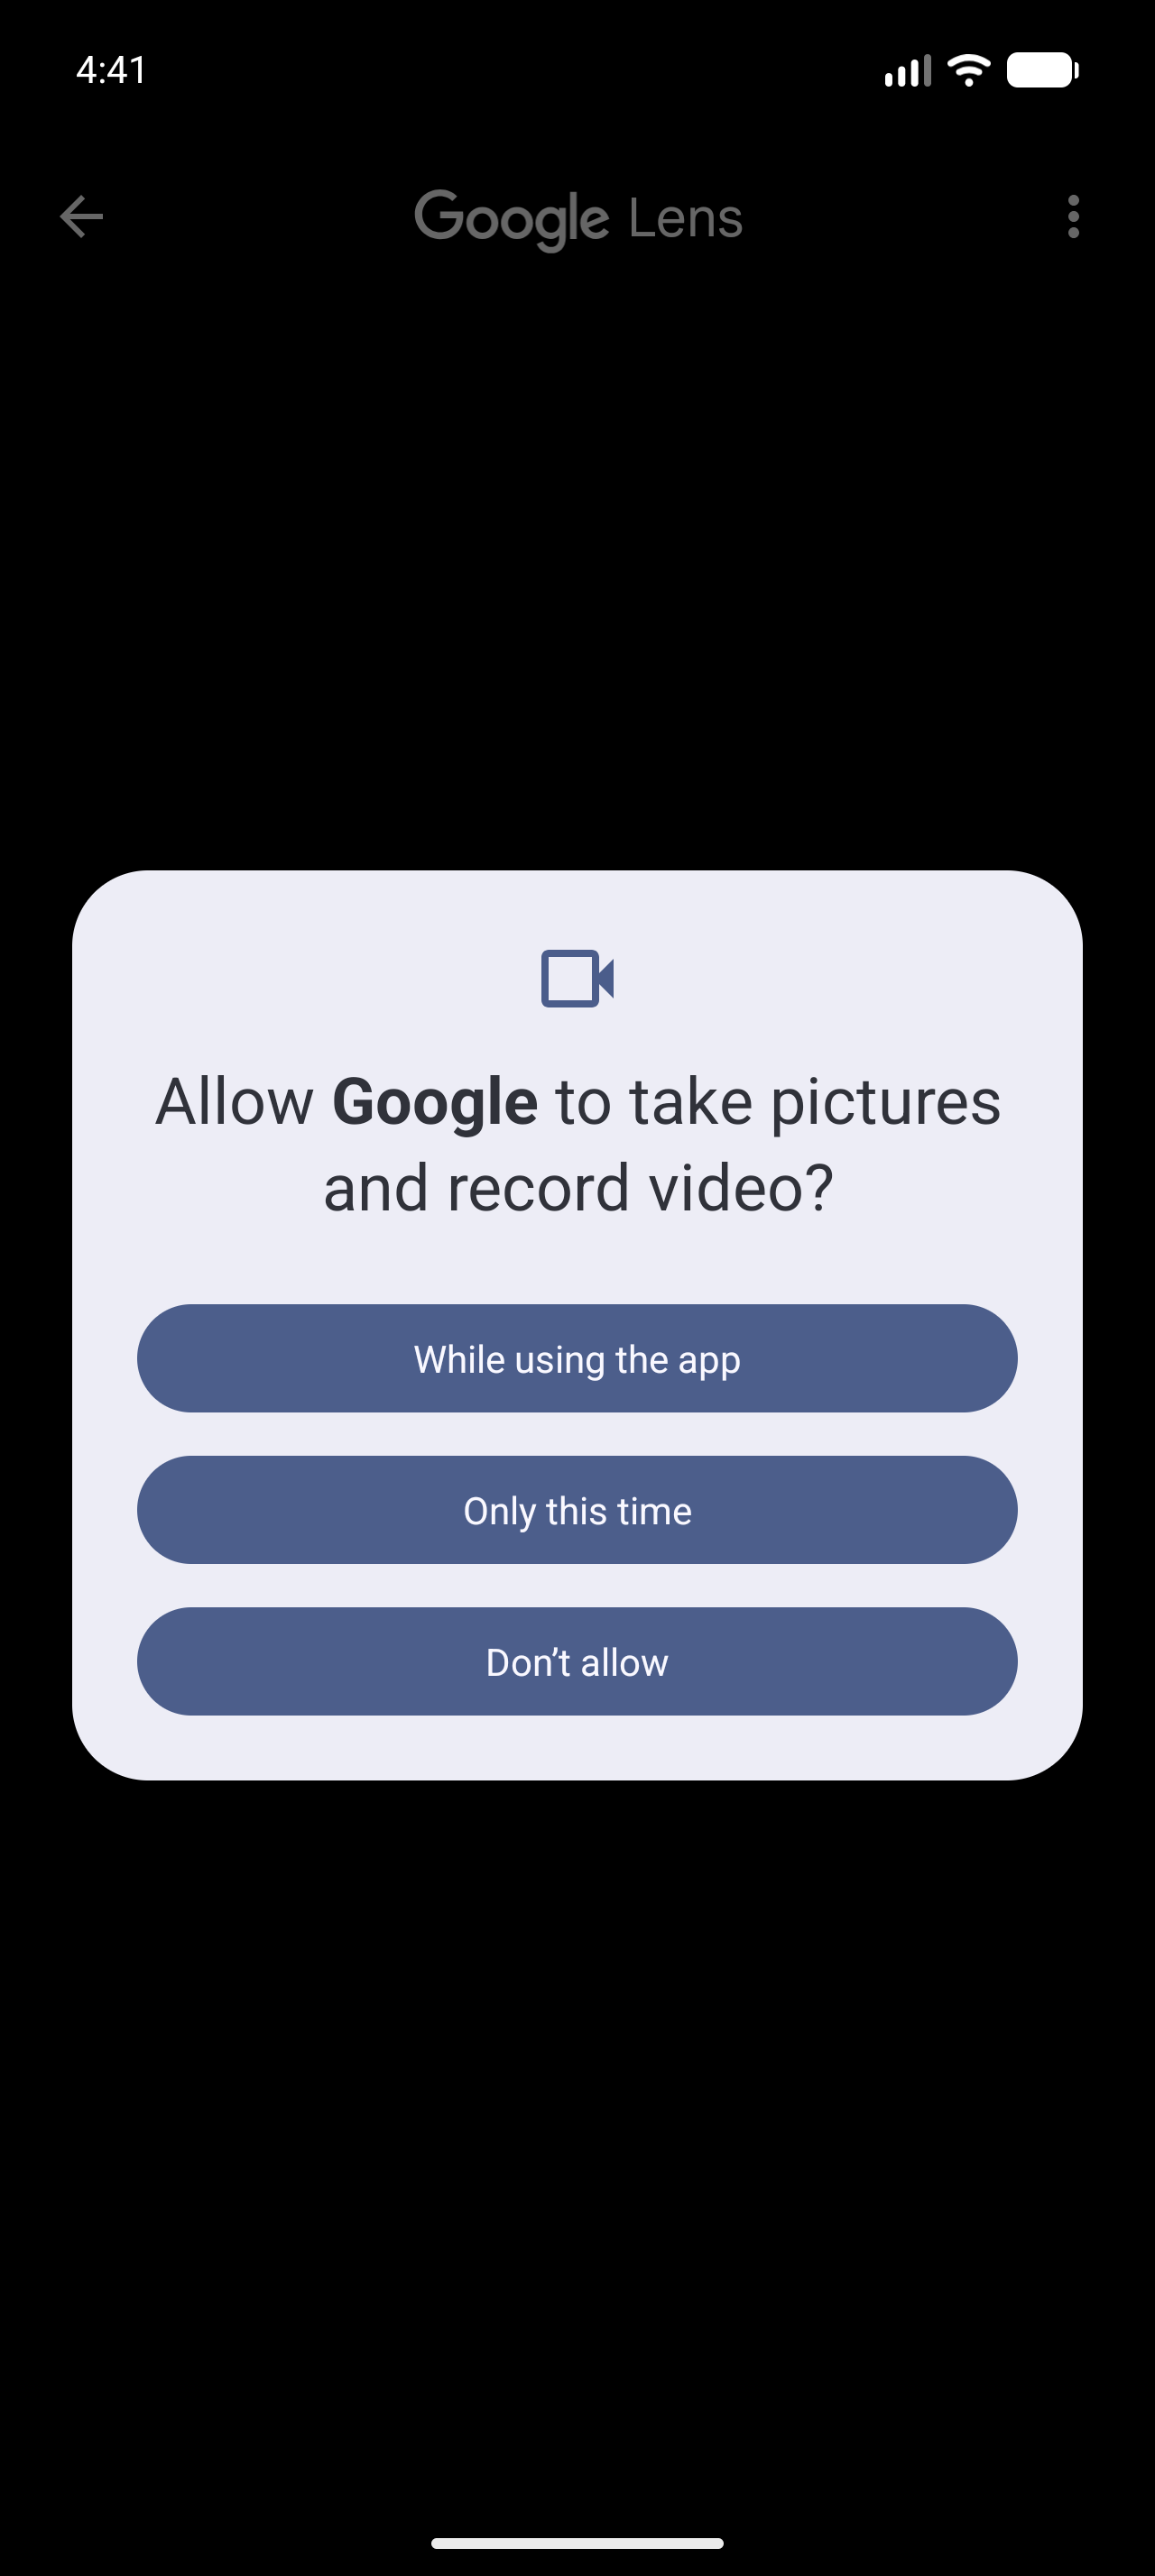 4:41
Google Lens
Allow Google to take pictures
and record video?
While using the app
Only this time
Don’t allow